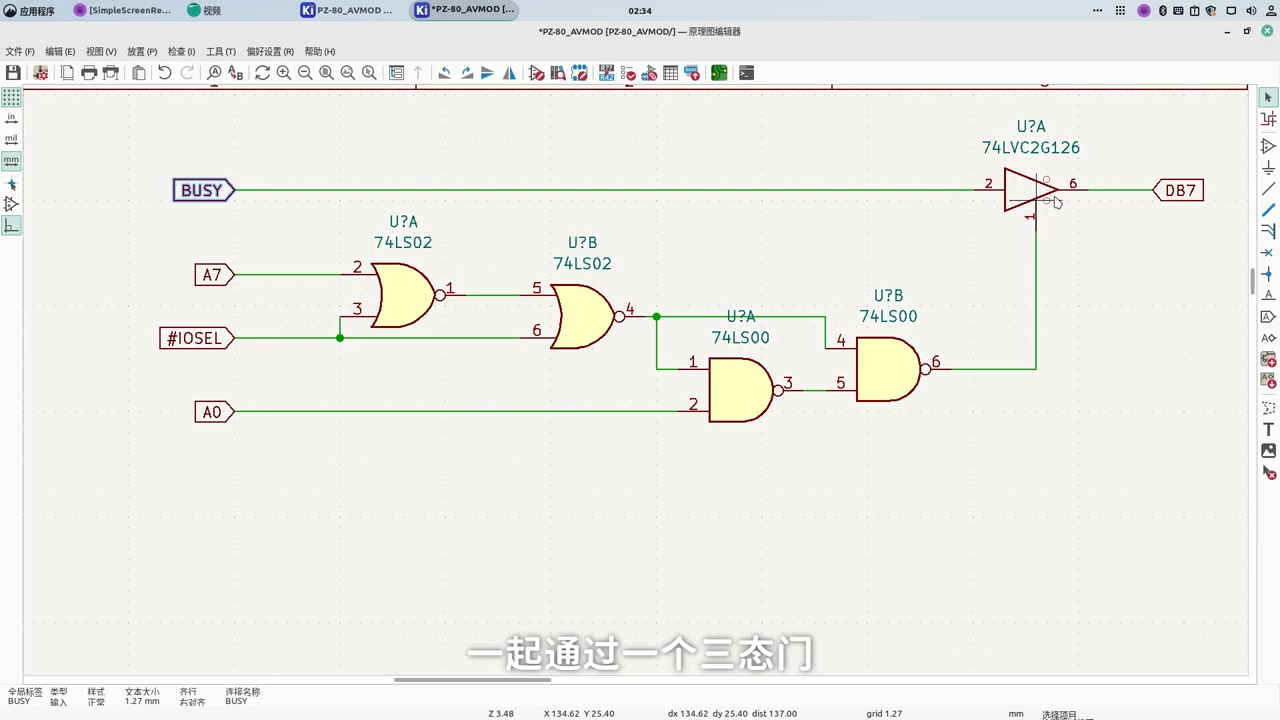 应用程序
[SimpleScreenRe...
视频
PZ-80_AVMOD ...
*PZ-80_AVMOD [...
02:34
*PZ-80_AVMOD [PZ-80_AVMOD/] — 原理图编辑器
文件 (F)
编辑 (E)
视图 (V)
放置 (P)
检查 (I)
工具 (T)
偏好设置 (R)
帮助 (H)
in
mil
mm
U?A
74LVC2G126
BUSY
2
6
DB7
1
U?A
74LS02
U?B
74LS02
A7
2
1
3
5
4
6
#IOSEL
U?A
74LS00
U?B
74LS00
4
6
5
1
3
2
A0
一起通过一个三态门
全局标签 类型 样式 文本大小 齐行 连接名称
BUSY 输入 正常 1.27 mm 右对齐 BUSY
Z 3.48
X 134.62 Y 25.40
dx 134.62 dy 25.40 dist 137.00
grid 1.27
mm
选择项目